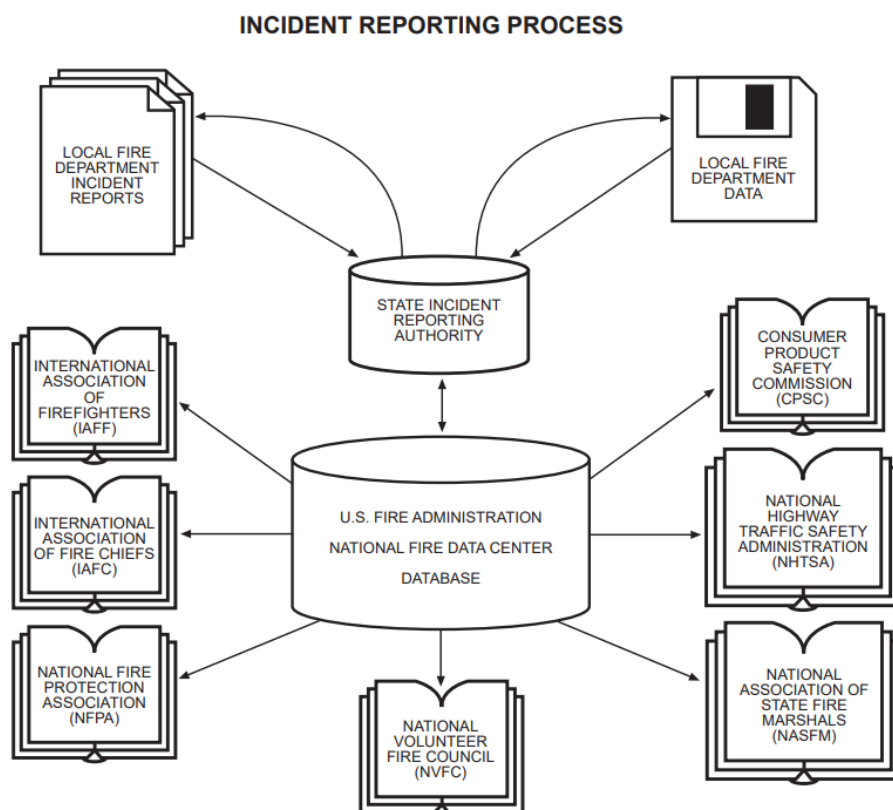 INCIDENT REPORTING PROCESS
LOCAL FIRE
DEPARTMENT
INCIDENT
REPORTS
LOCAL FIRE
DEPARTMENT
DATA
STATE INCIDENT
REPORTING
AUTHORITY
INTERNATIONAL
ASSOCIATION
OF
FIREFIGHTERS
(IAFF)
CONSUMER
PRODUCT
SAFETY
COMMISSION
(CPSC)
INTERNATIONAL
ASSOCIATION
OF FIRE CHIEFS
(IAFC)
U.S. FIRE ADMINISTRATION
NATIONAL FIRE DATA CENTER
DATABASE
NATIONAL
HIGHWAY
TRAFFIC SAFETY
ADMINISTRATION
(NHTSA)
NATIONAL FIRE
PROTECTION
ASSOCIATION
(NFPA)
NATIONAL
VOLUNTEER
FIRE COUNCIL
(NVFC)
NATIONAL
ASSOCIATION OF
STATE FIRE
MARSHALS
(NASFM)